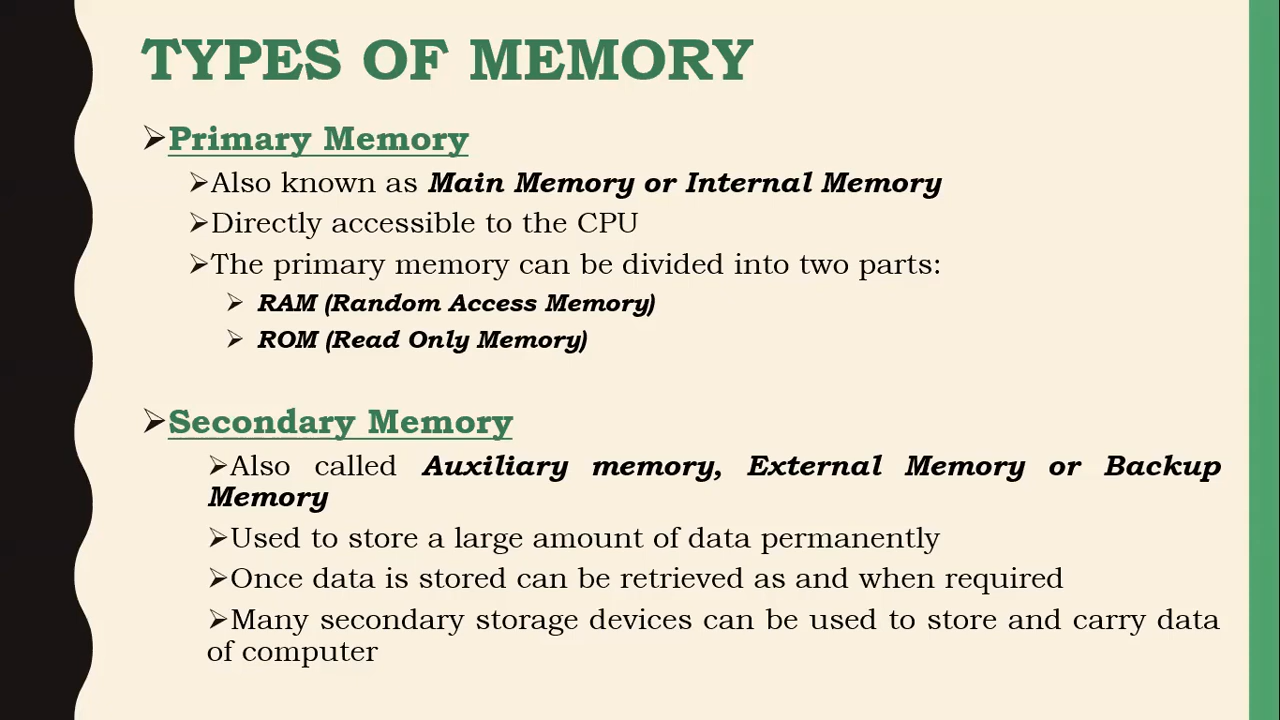 TYPES OF MEMORY
➢Primary Memory
➢Also known as Main Memory or Internal Memory
➢Directly accessible to the CPU
➢The primary memory can be divided into two parts:
➢ RAM (Random Access Memory)
➢ ROM (Read Only Memory)
➢Secondary Memory
➢Also called Auxiliary memory, External Memory or Backup
Memory
➢Used to store a large amount of data permanently
➢Once data is stored can be retrieved as and when required
➢Many secondary storage devices can be used to store and carry data
of computer